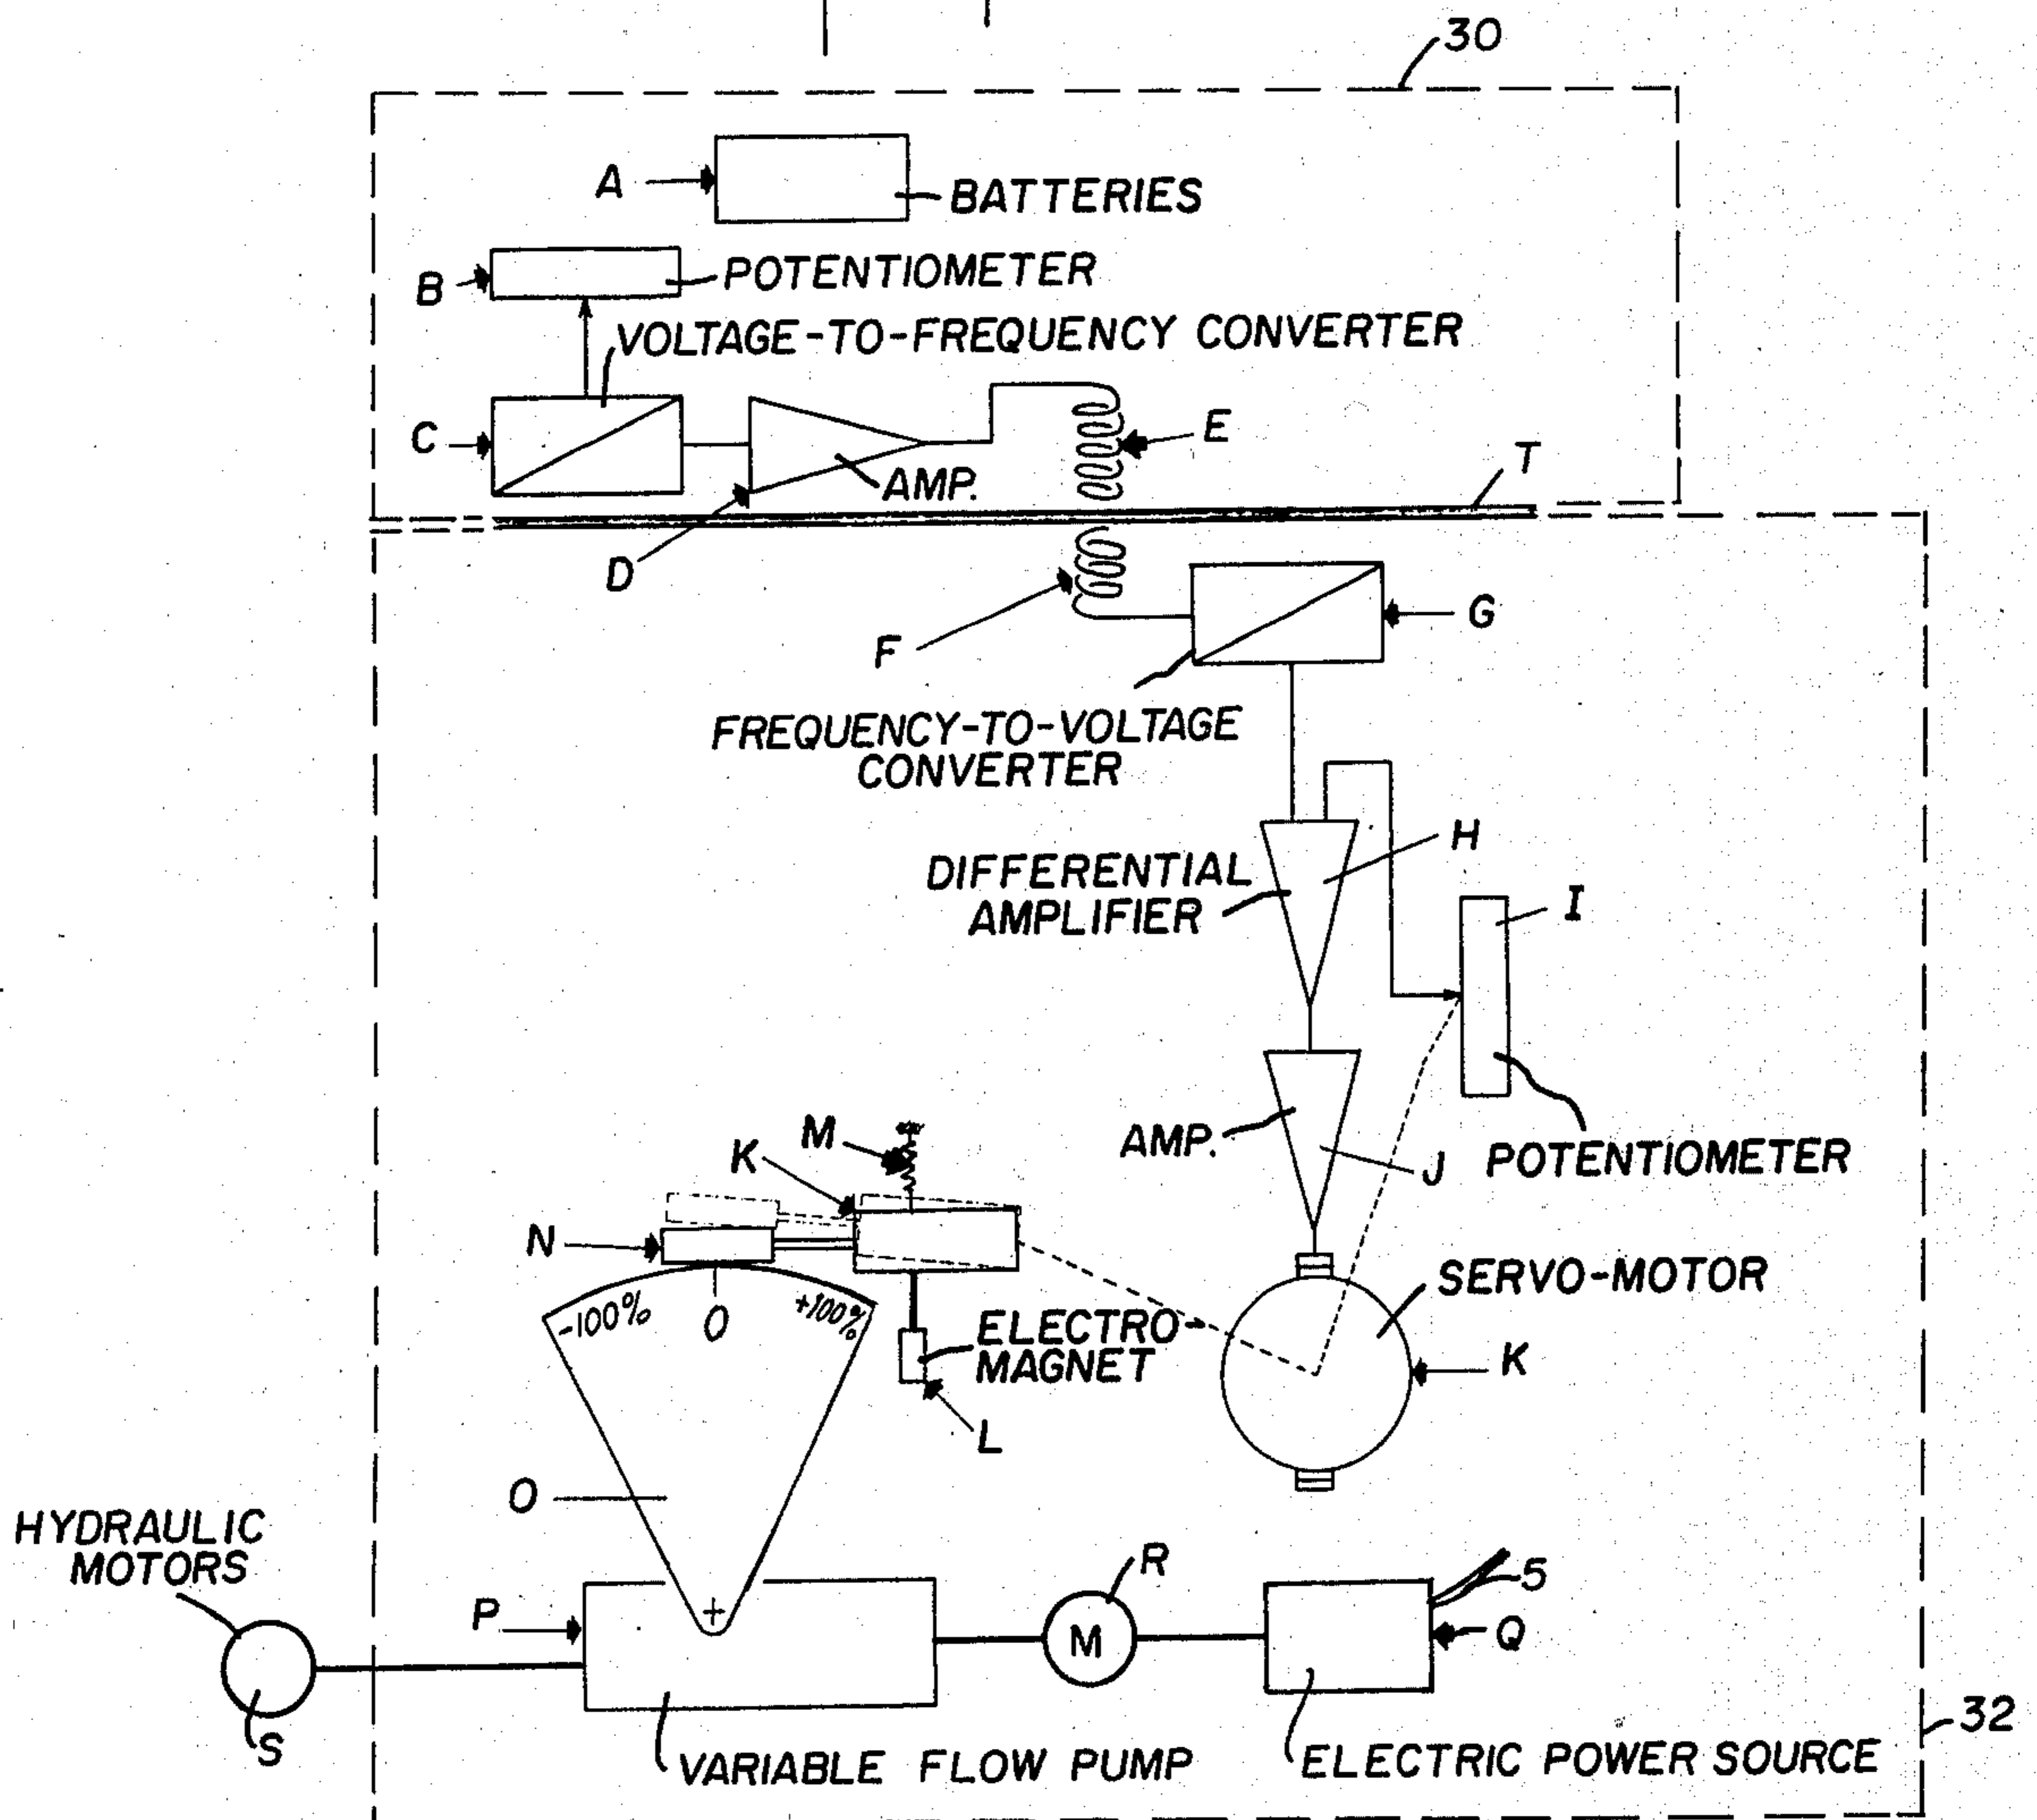 30
A
BATTERIES
B
POTENTIOMETER
VOLTAGE-TO-FREQUENCY CONVERTER
C
E
AMP.
T
D
F
G
FREQUENCY-TO-VOLTAGE
CONVERTER
H
DIFFERENTIAL
AMPLIFIER
I
AMP.
J
POTENTIOMETER
M
K
N
-100%
0
+100%
ELECTRO-
MAGNET
SERVO-MOTOR
K
L
O
HYDRAULIC
MOTORS
P
R
M
5
Q
S
VARIABLE FLOW PUMP
ELECTRIC POWER SOURCE
32